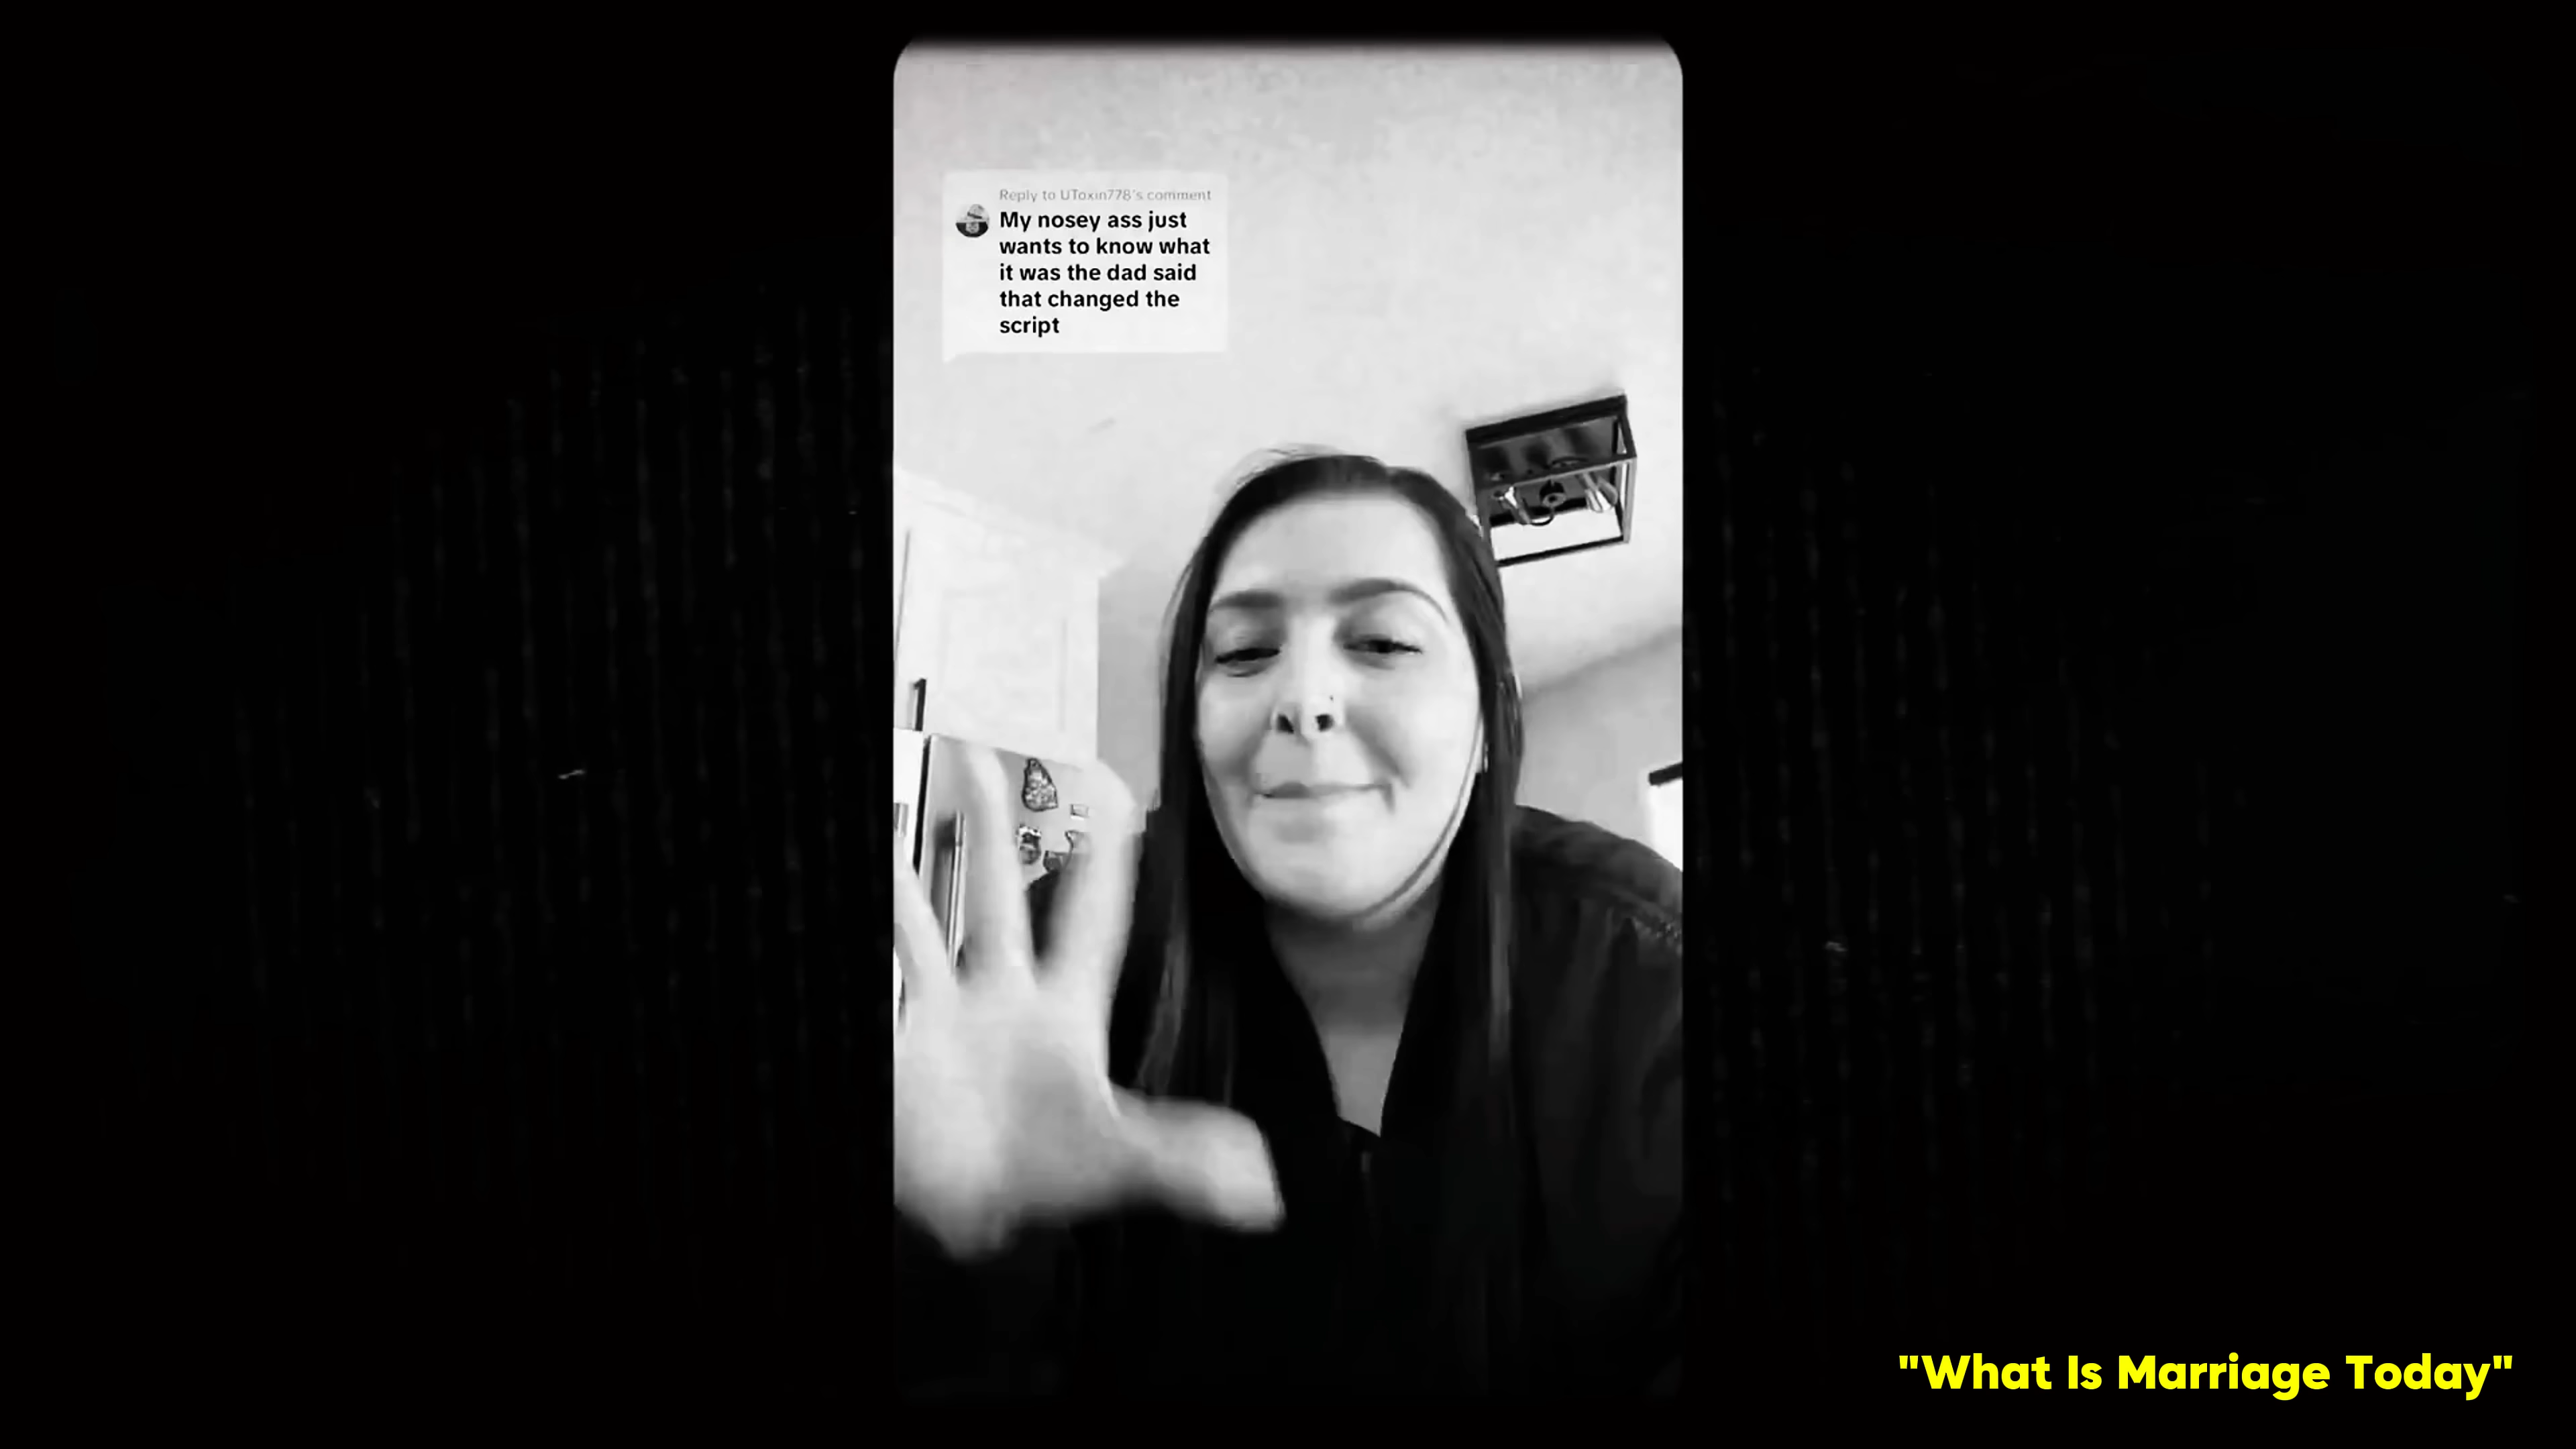 Reply to UToxin778's comment
My nosey ass just
wants to know what
it was the dad said
that changed the
script
"What Is Marriage Today"